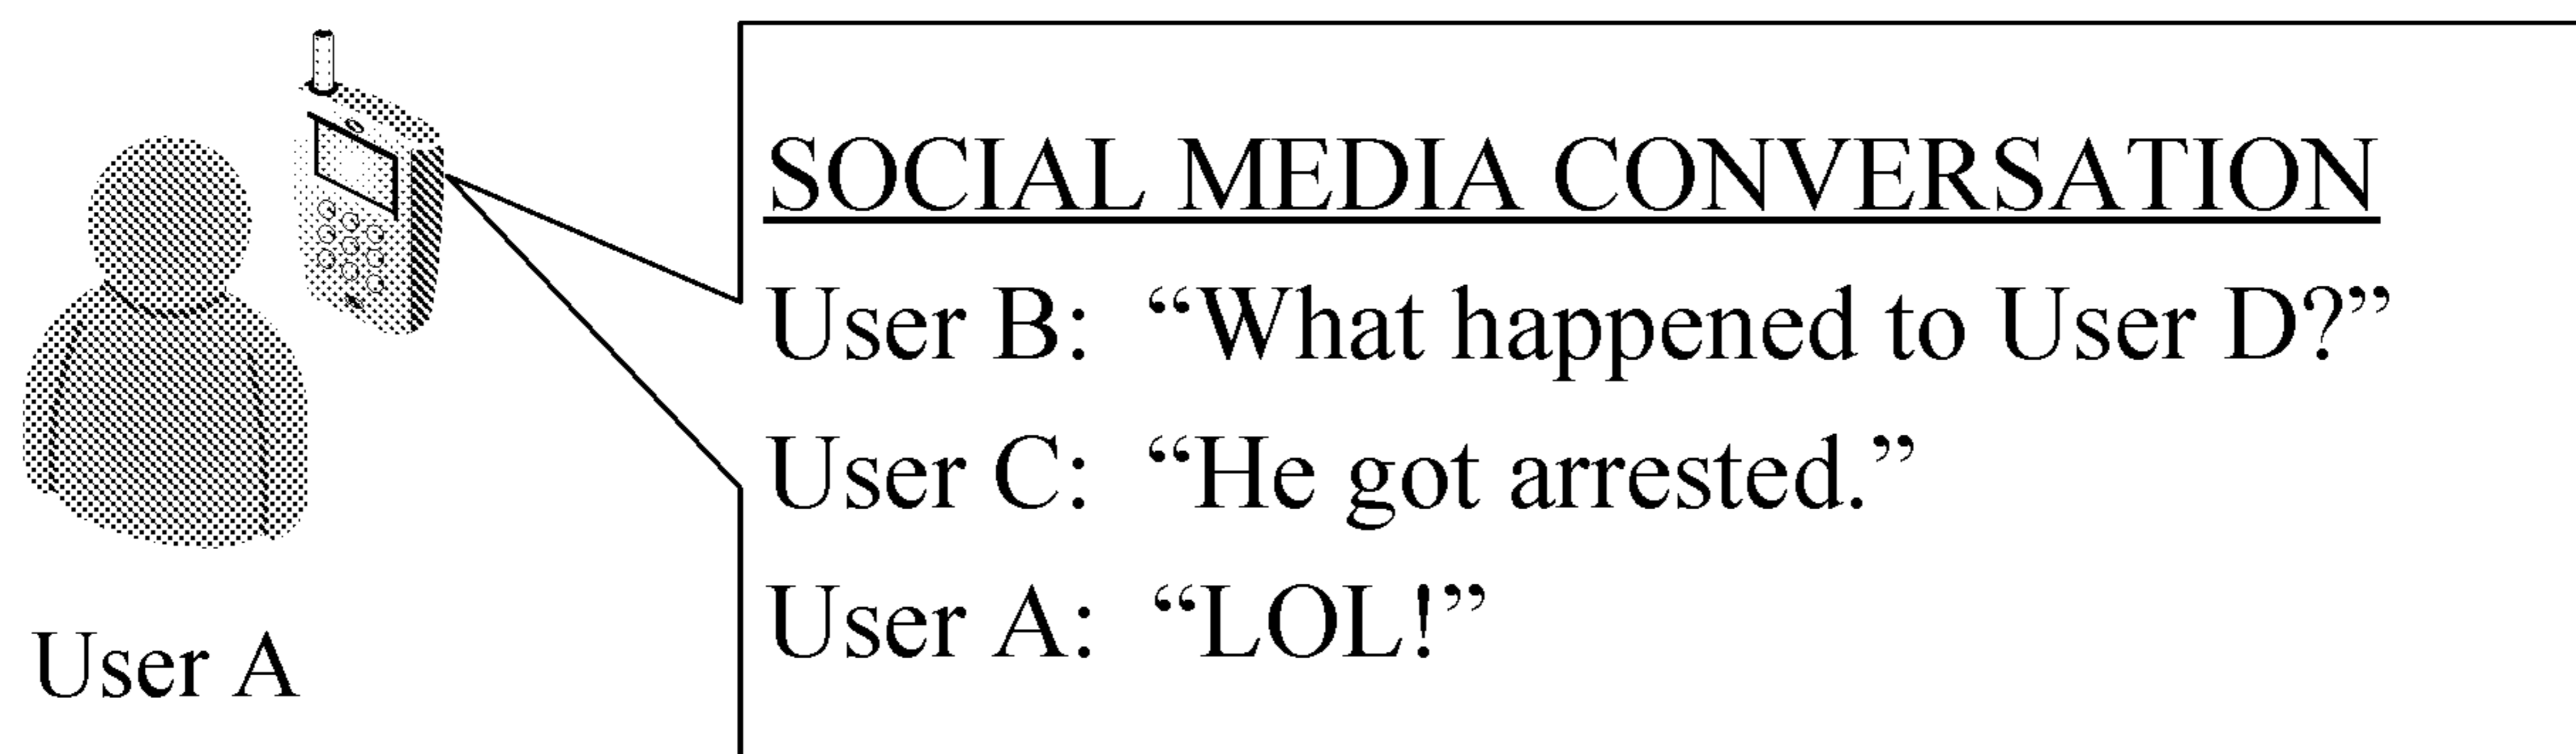 SOCIAL MEDIA CONVERSATION
User B: “What happened to User D?”
User C: “He got arrested.”
User A: “LOL!”
User A